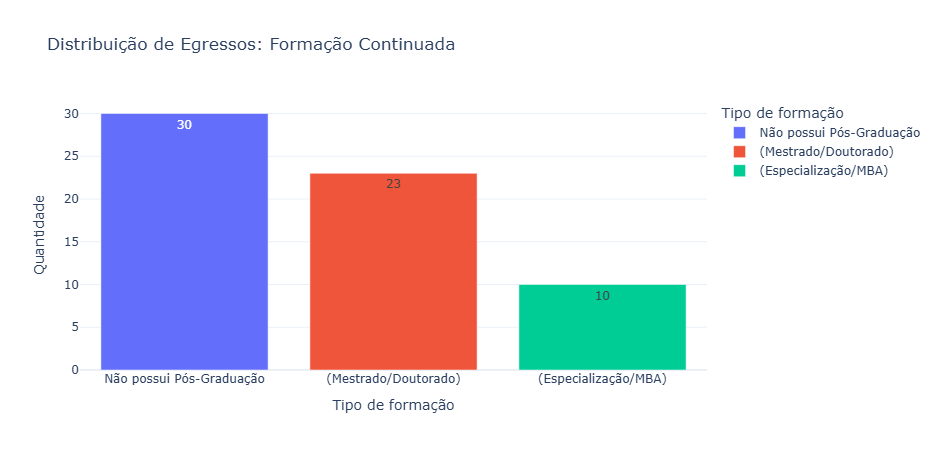 Distribuição de Egressos: Formação Continuada
30
25
20
15
10
5
0
Quantidade
30
23
10
Não possui Pós-Graduação
(Mestrado/Doutorado)
(Especialização/MBA)
Tipo de formação
Tipo de formação
Não possui Pós-Graduação
(Mestrado/Doutorado)
(Especialização/MBA)